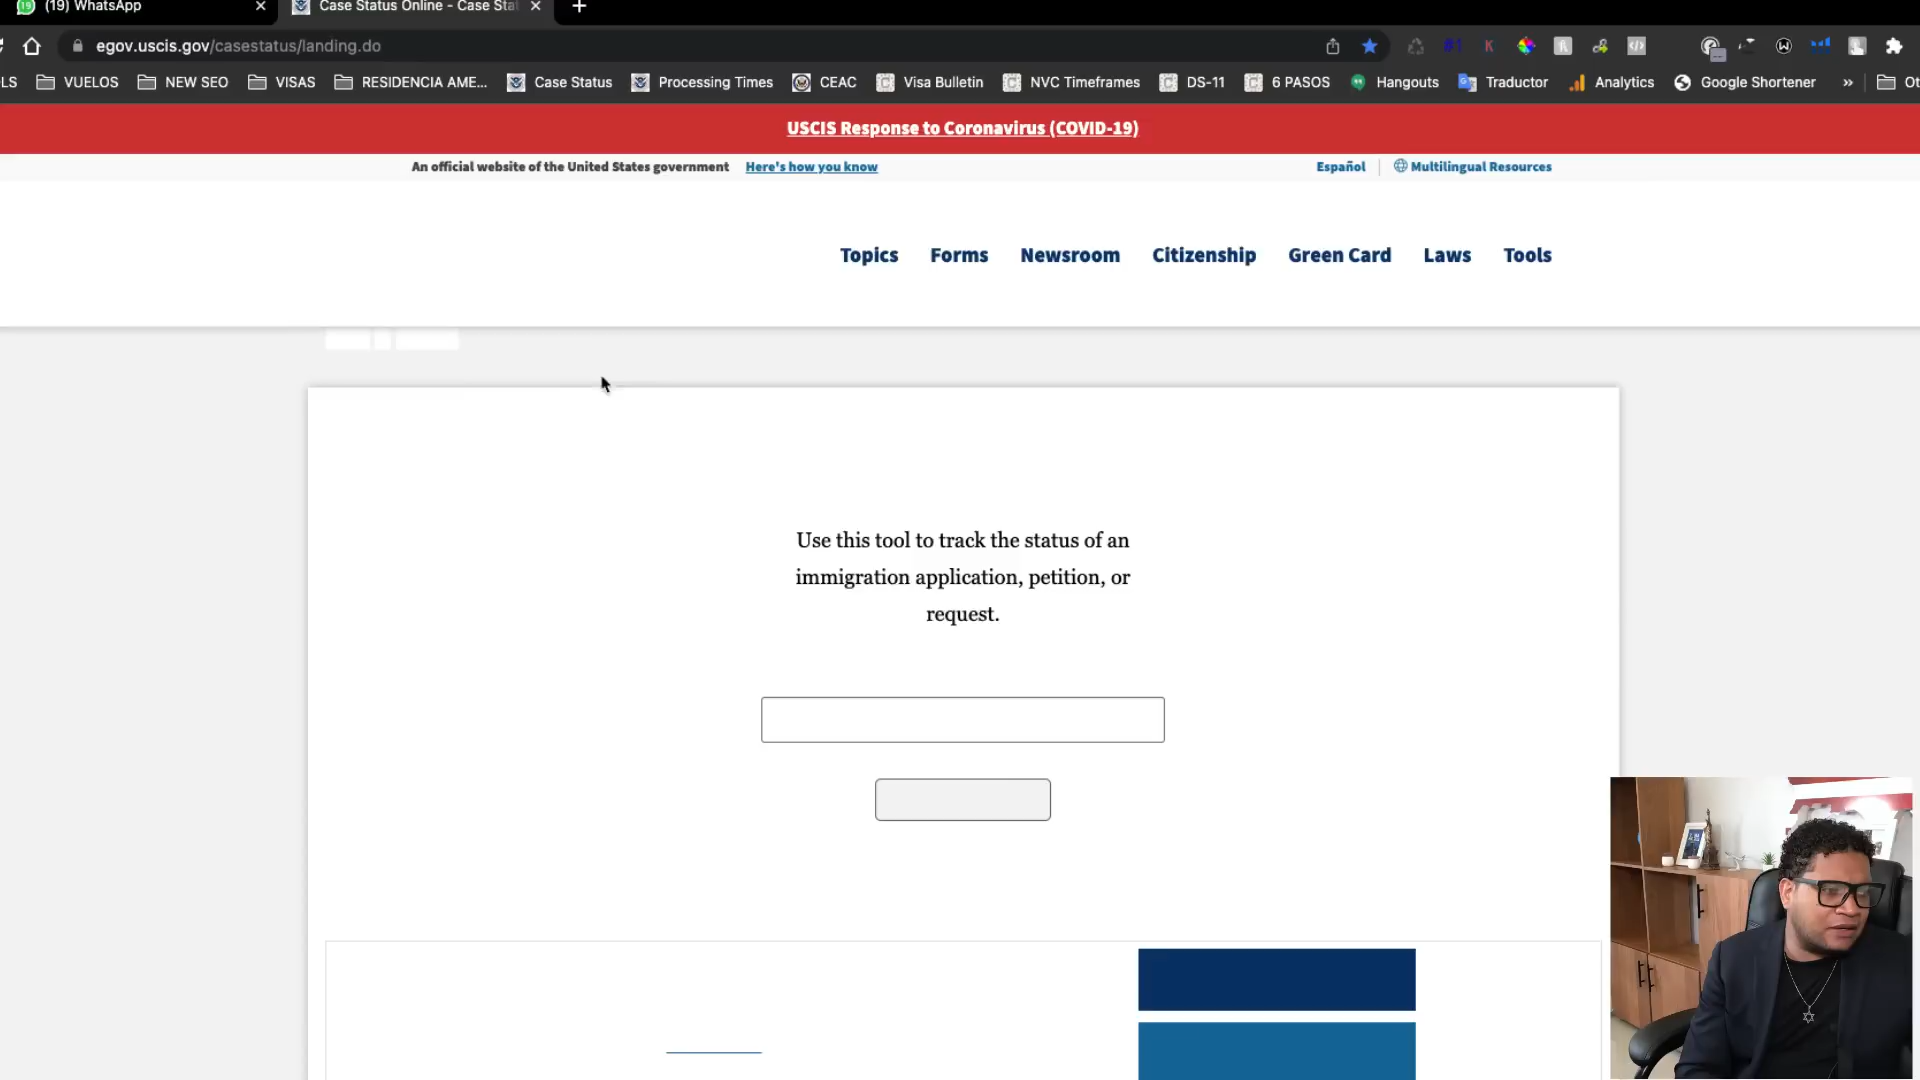 (19) WhatsApp
Case Status Online - Case Sta
egov.uscis.gov/casestatus/landing.do
LS VUELOS NEW SEO VISAS RESIDENCIA AME... Case Status Processing Times CEAC Visa Bulletin NVC Timeframes DS-11 6 PASOS Hangouts Traductor Analytics Google Shortener » Ot
USCIS Response to Coronavirus (COVID-19)
An official website of the United States government Here's how you know Español Multilingual Resources
Topics Forms Newsroom Citizenship Green Card Laws Tools
Use this tool to track the status of an
immigration application, petition, or
request.